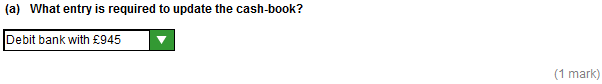 (a) What entry is required to update the cash-book?
Debit bank with £945
(1 mark)